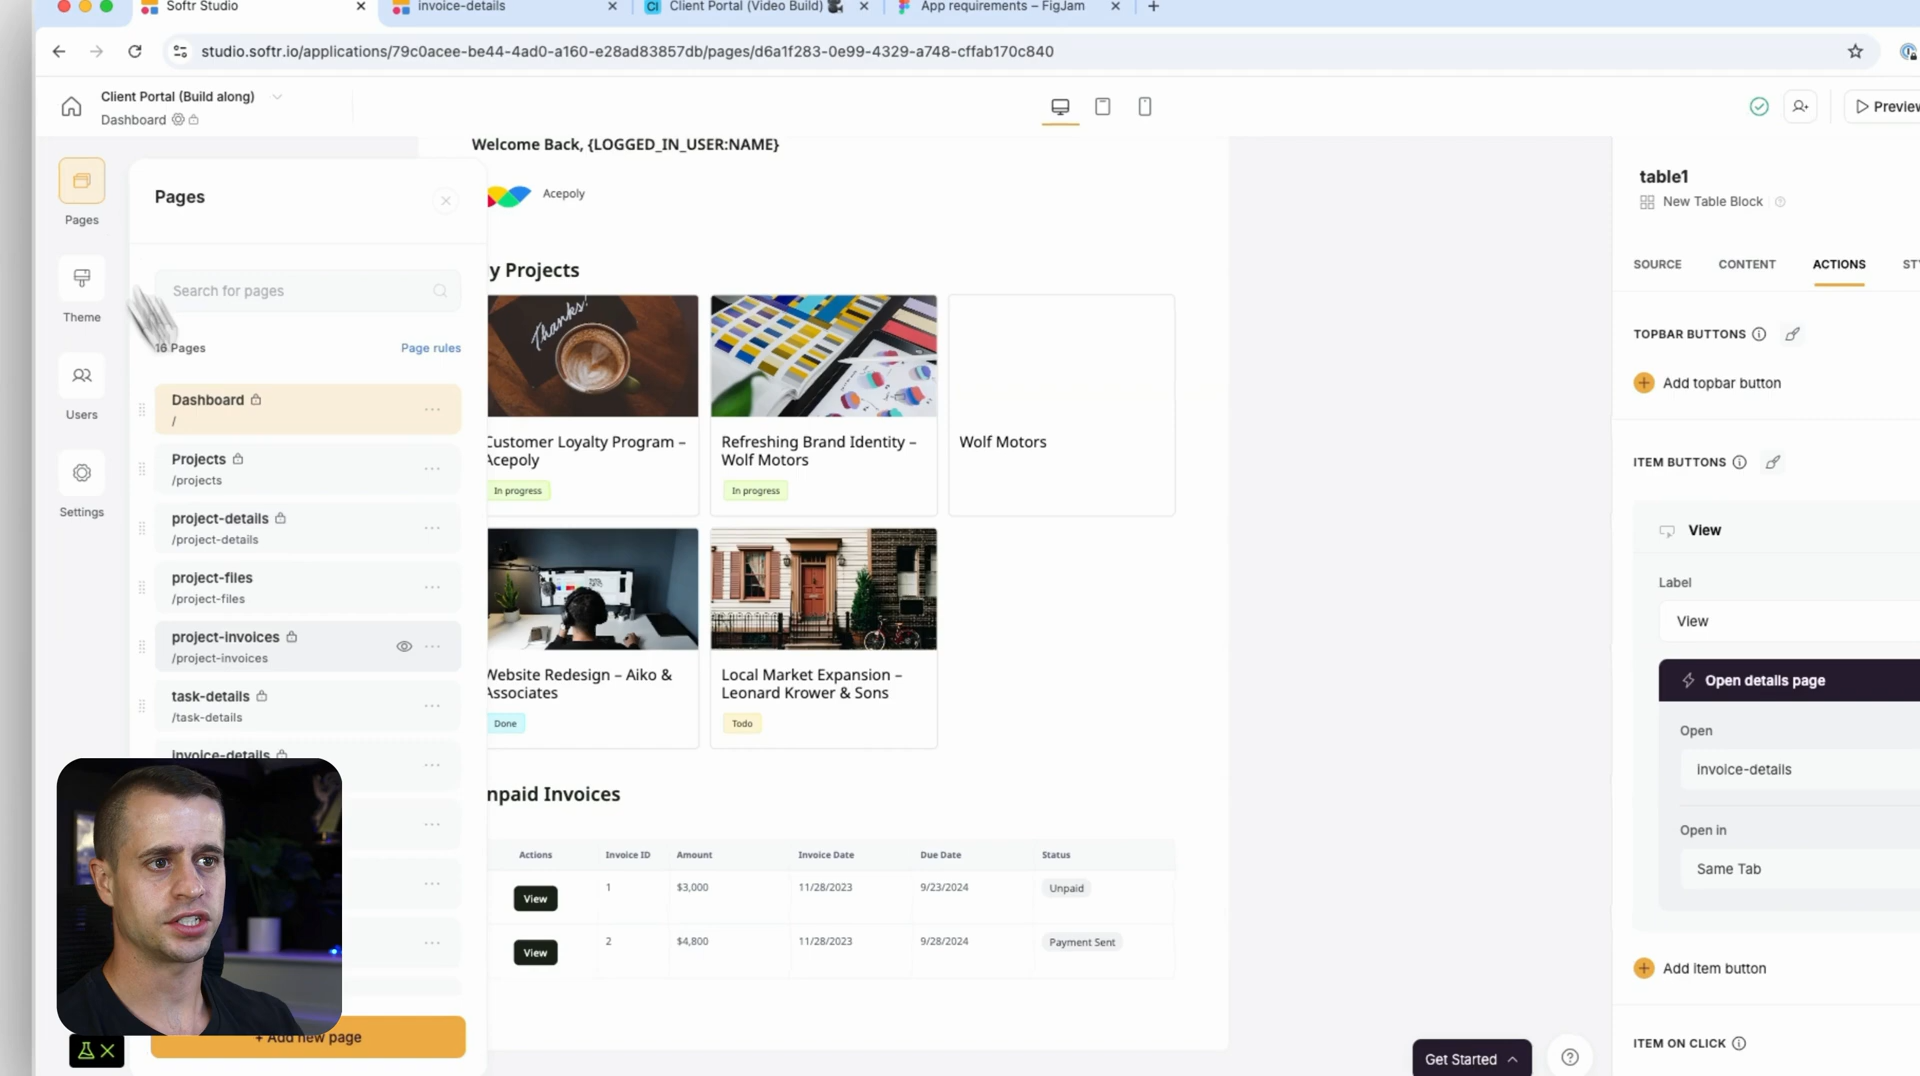 Softr Studio
invoice-details
Client Portal (Video Build)
App requirements – FigJam
studio.softr.io/applications/79c0acee-be44-4ad0-a160-e28ad83857db/pages/d6a1f283-0e99-4329-a748-cffab170c840
Client Portal (Build along)
Dashboard
Preview
Pages
Theme
Users
Settings
Pages
Search for pages
16 Pages
Page rules
Dashboard
/
Projects
/projects
project-details
/project-details
project-files
/project-files
project-invoices
/project-invoices
task-details
/task-details
invoice-details
+ Add new page
Welcome Back, {LOGGED_IN_USER:NAME}
Acepoly
y Projects
Thanks!
Customer Loyalty Program –
Acepoly
In progress
Refreshing Brand Identity –
Wolf Motors
In progress
Wolf Motors
Website Redesign – Aiko &
Associates
Done
Local Market Expansion –
Leonard Krower & Sons
Todo
npaid Invoices
Actions Invoice ID Amount Invoice Date Due Date Status
View 1 $3,000 11/28/2023 9/23/2024 Unpaid
View 2 $4,800 11/28/2023 9/28/2024 Payment Sent
Get Started
table1
New Table Block
SOURCE CONTENT ACTIONS ST
TOPBAR BUTTONS
Add topbar button
ITEM BUTTONS
View
Label
View
Open details page
Open
invoice-details
Open in
Same Tab
Add item button
ITEM ON CLICK